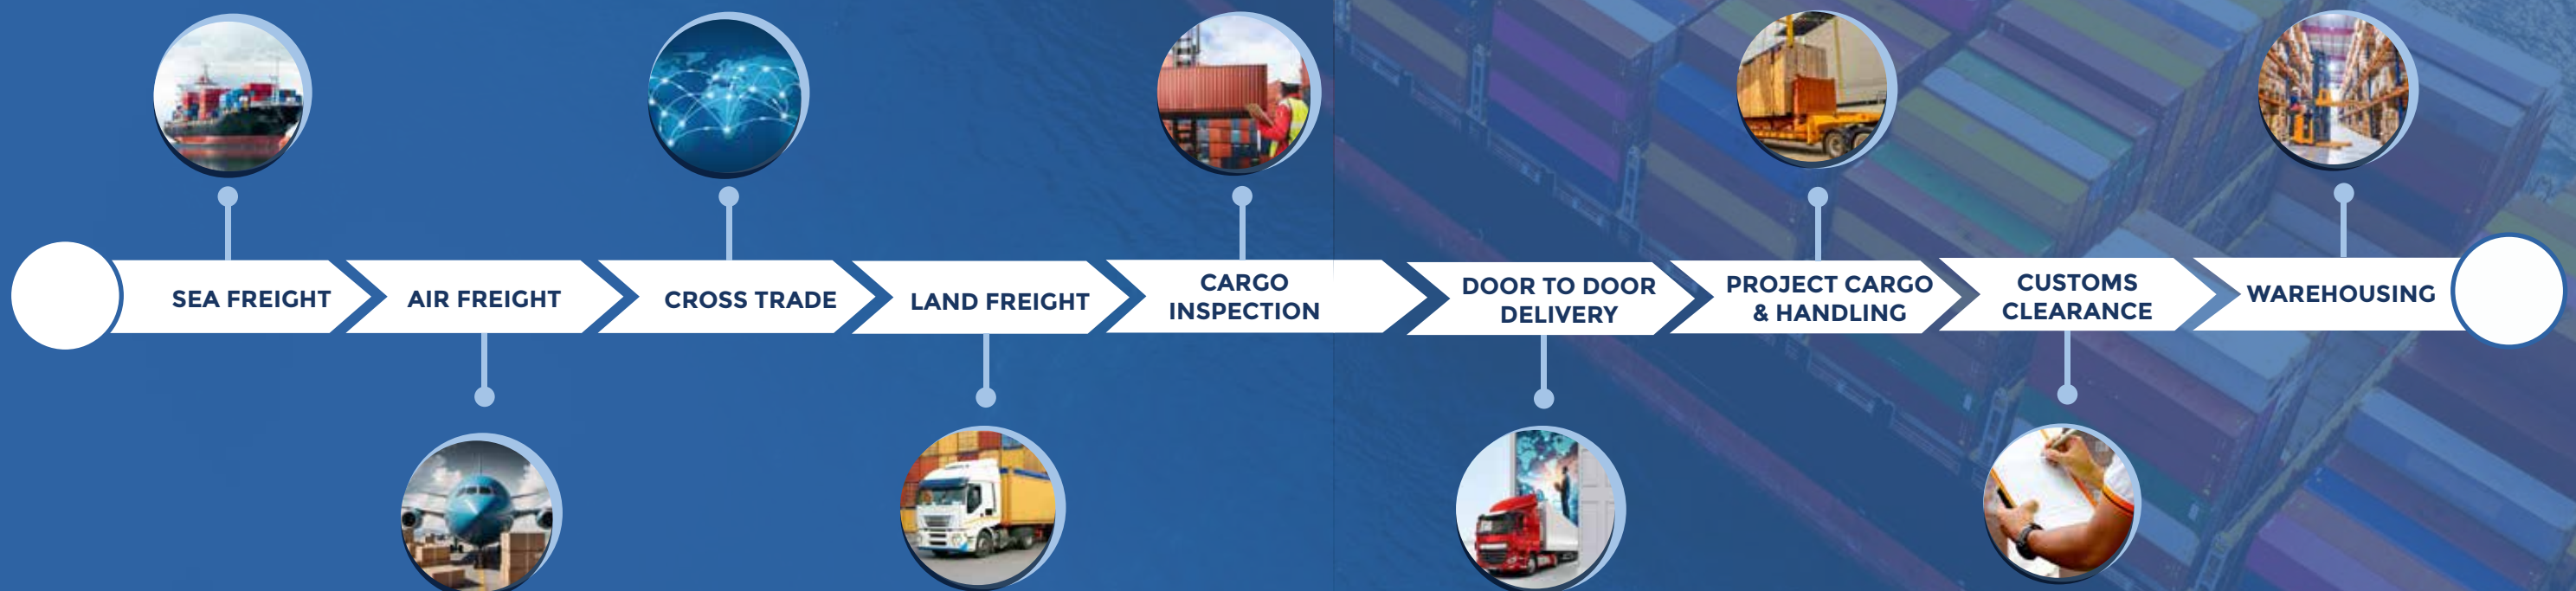 SEA FREIGHT
AIR FREIGHT
CROSS TRADE
LAND FREIGHT
CARGO
INSPECTION
DOOR TO DOOR
DELIVERY
PROJECT CARGO
& HANDLING
CUSTOMS
CLEARANCE
WAREHOUSING